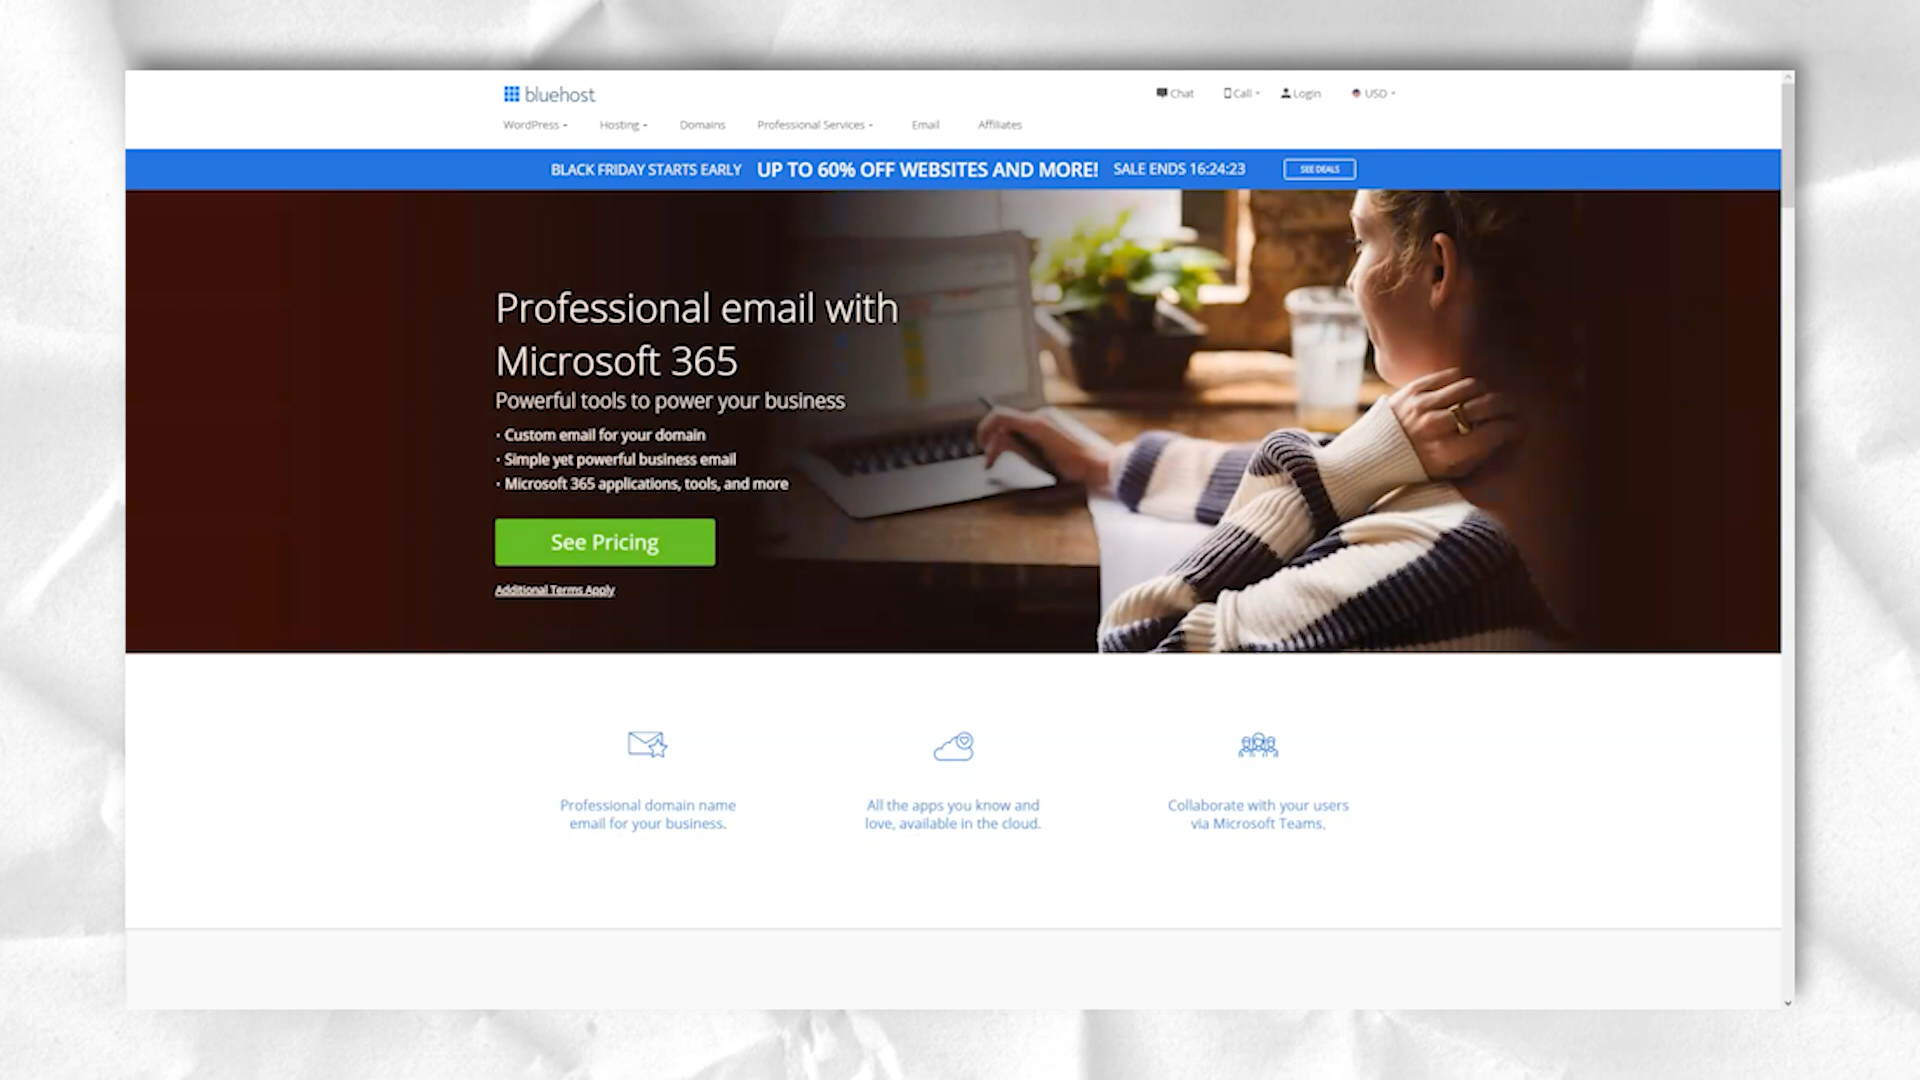 bluehost
Chat
Call
Login
USD
WordPress
Hosting
Domains
Professional Services
Email
Affiliates
BLACK FRIDAY STARTS EARLY UP TO 60% OFF WEBSITES AND MORE! SALE ENDS 16:24:23 SEE DEALS
Professional email with
Microsoft 365
Powerful tools to power your business
· Custom email for your domain
· Simple yet powerful business email
· Microsoft 365 applications, tools, and more
See Pricing
Additional Terms Apply
Professional domain name
email for your business.
All the apps you know and
love, available in the cloud.
Collaborate with your users
via Microsoft Teams.